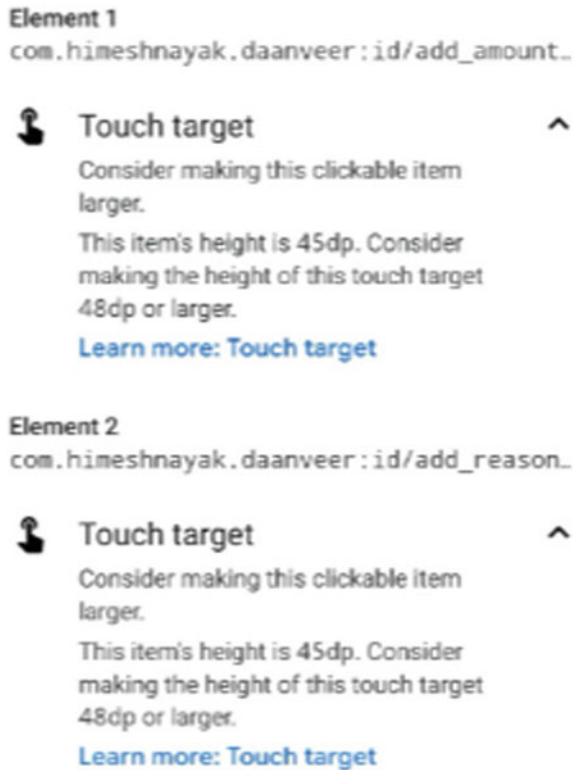 Element 1
com.himeshnayak.daanveer:id/add_amount…
Touch target
Consider making this clickable item
larger.
This item's height is 45dp. Consider
making the height of this touch target
48dp or larger.
Learn more: Touch target
Element 2
com.himeshnayak.daanveer:id/add_reason…
Touch target
Consider making this clickable item
larger.
This item's height is 45dp. Consider
making the height of this touch target
48dp or larger.
Learn more: Touch target